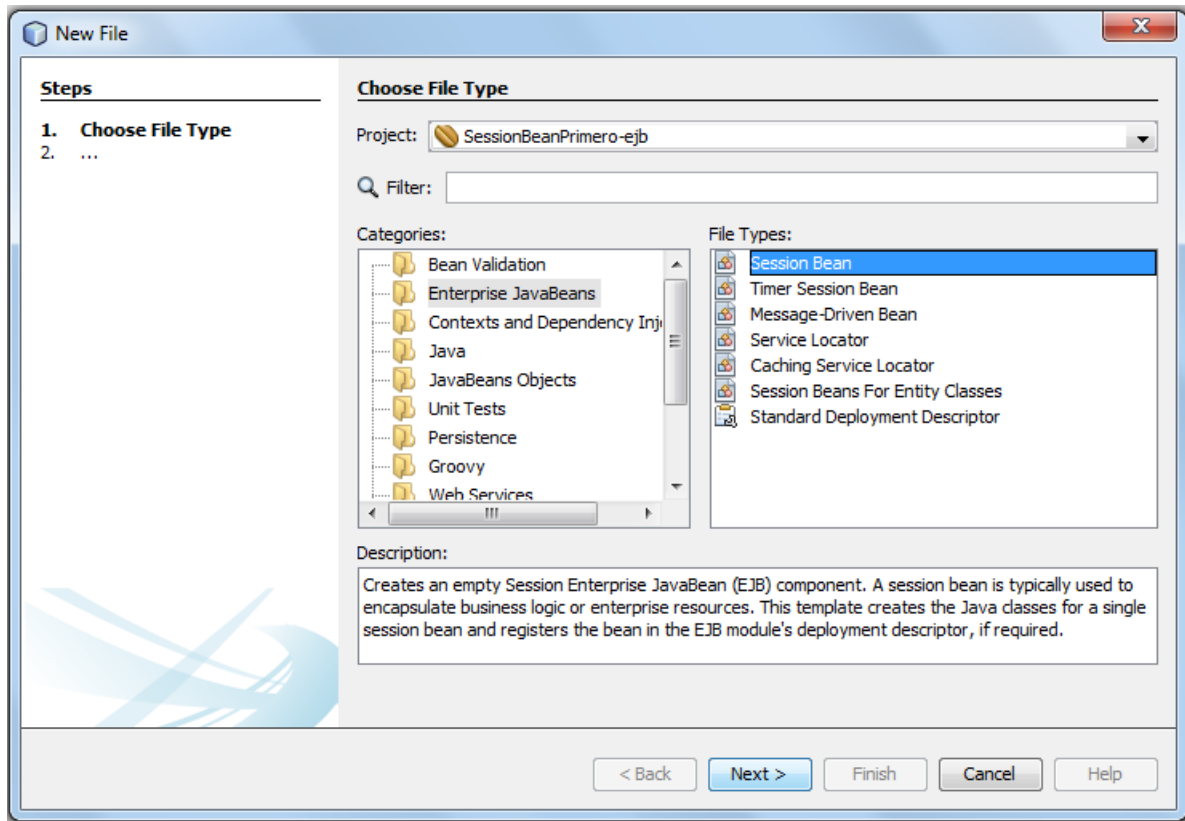 New File
Steps
1. Choose File Type
2. ...
Choose File Type
Project: SessionBeanPrimero-ejb
Filter:
Categories:
Bean Validation
Enterprise JavaBeans
Contexts and Dependency Inj
Java
JavaBeans Objects
Unit Tests
Persistence
Groovy
Web Services
File Types:
Session Bean
Timer Session Bean
Message-Driven Bean
Service Locator
Caching Service Locator
Session Beans For Entity Classes
Standard Deployment Descriptor
Description:
Creates an empty Session Enterprise JavaBean (EJB) component. A session bean is typically used to
encapsulate business logic or enterprise resources. This template creates the Java classes for a single
session bean and registers the bean in the EJB module's deployment descriptor, if required.
< Back Next > Finish Cancel Help